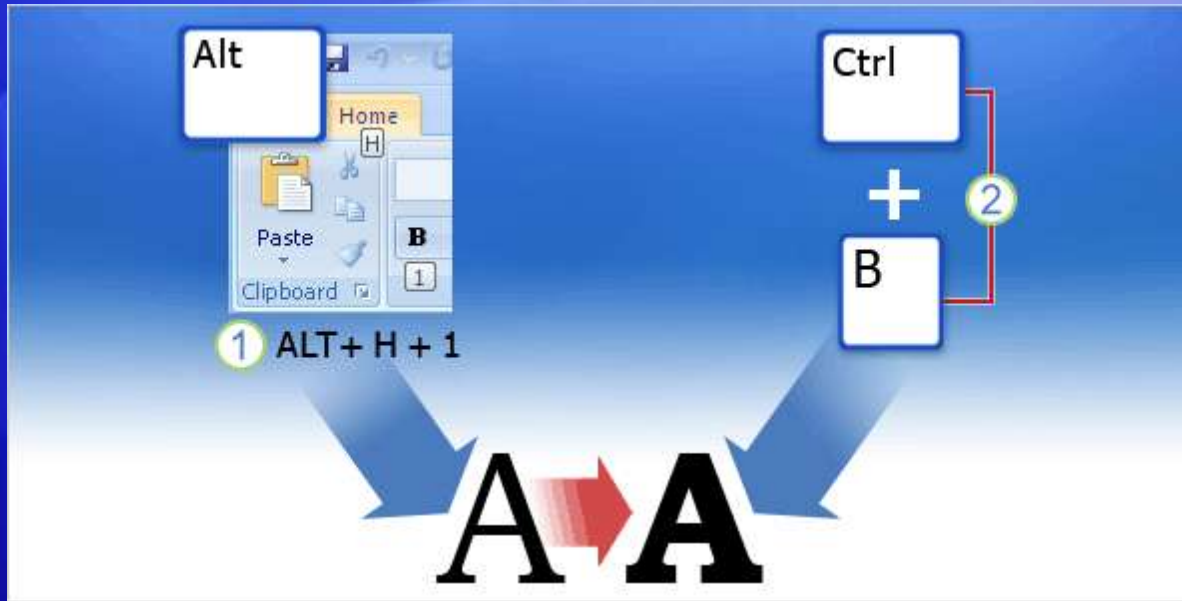 Alt
Home
H
Paste
B
1
Clipboard
1 ALT+ H + 1
Ctrl
+
2
B
A A